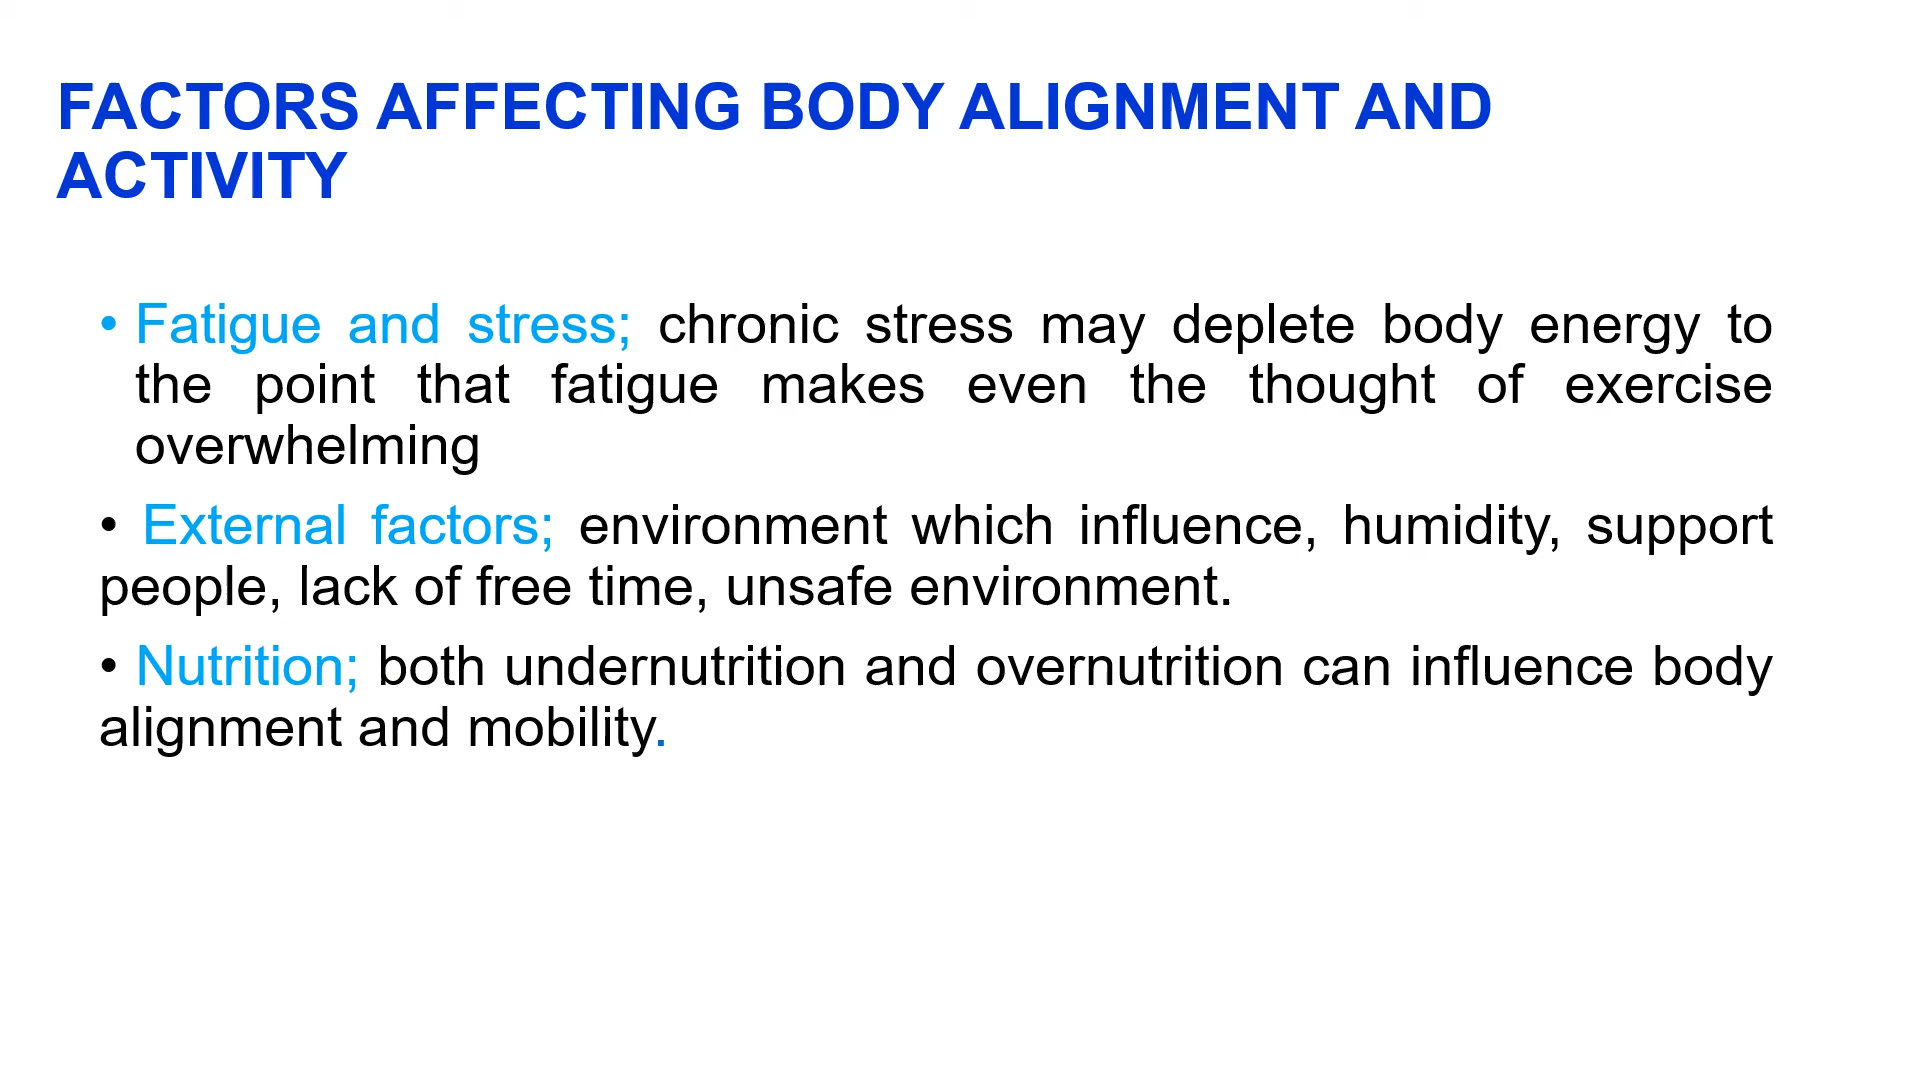 FACTORS AFFECTING BODY ALIGNMENT AND
ACTIVITY
• Fatigue and stress; chronic stress may deplete body energy to
the point that fatigue makes even the thought of exercise
overwhelming
• External factors; environment which influence, humidity, support
people, lack of free time, unsafe environment.
• Nutrition; both undernutrition and overnutrition can influence body
alignment and mobility.